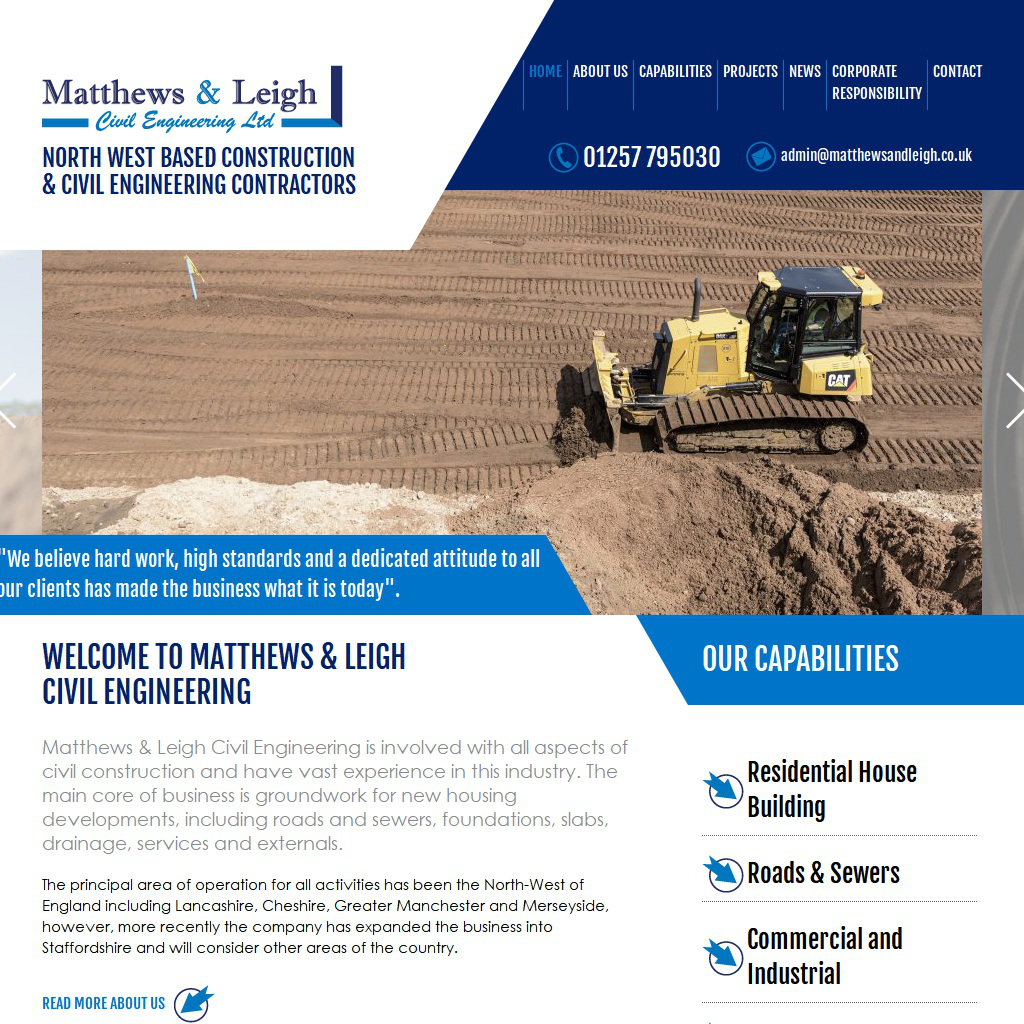 Matthews & Leigh
Civil Engineering Ltd
NORTH WEST BASED CONSTRUCTION
& CIVIL ENGINEERING CONTRACTORS
HOME
ABOUT US
CAPABILITIES
PROJECTS
NEWS
CORPORATE
RESPONSIBILITY
CONTACT
01257 795030
admin@matthewsandleigh.co.uk
CAT
"We believe hard work, high standards and a dedicated attitude to all
our clients has made the business what it is today".
WELCOME TO MATTHEWS & LEIGH
CIVIL ENGINEERING
Matthews & Leigh Civil Engineering is involved with all aspects of
civil construction and have vast experience in this industry. The
main core of business is groundwork for new housing
developments, including roads and sewers, foundations, slabs,
drainage, services and externals.
The principal area of operation for all activities has been the North-West of
England including Lancashire, Cheshire, Greater Manchester and Merseyside,
however, more recently the company has expanded the business into
Staffordshire and will consider other areas of the country.
READ MORE ABOUT US
OUR CAPABILITIES
Residential House
Building
Roads & Sewers
Commercial and
Industrial